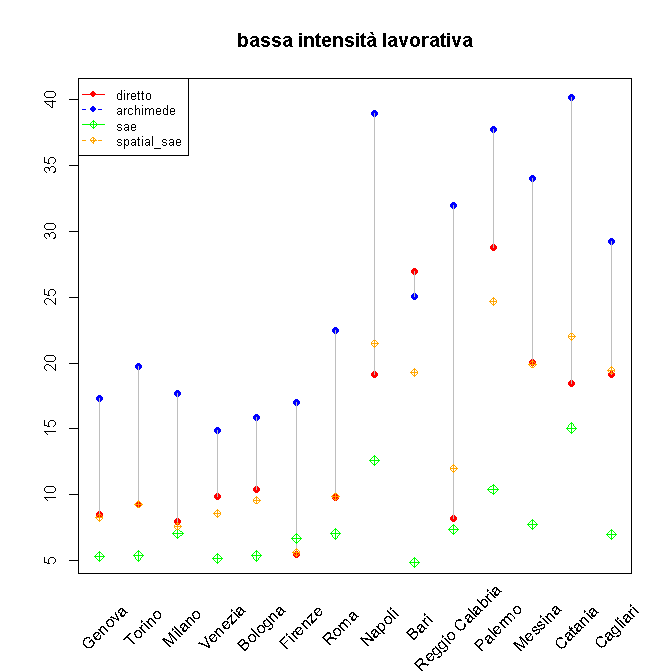 bassa intensità lavorativa
diretto
archimede
sae
spatial_sae
40
35
30
25
20
15
10
5
Genova
Torino
Milano
Venezia
Bologna
Firenze
Roma
Napoli
Bari
Reggio Calabria
Palermo
Messina
Catania
Cagliari